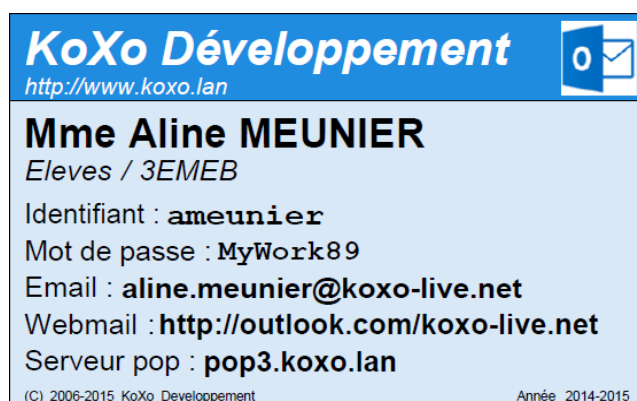 KoXo Développement
http://www.koxo.lan
Mme Aline MEUNIER
Eleves / 3EMEB
Identifiant : ameunier
Mot de passe : MyWork89
Email : aline.meunier@koxo-live.net
Webmail : http://outlook.com/koxo-live.net
Serveur pop : pop3.koxo.lan
(C) 2006-2015 KoXo Developpement Année 2014-2015